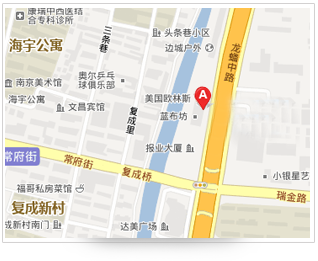 康瑞中西医结
合专科诊所
三条巷
头条巷小区
边城户外
龙蟠中路
海宇公寓
南京美术馆
海宇公寓
奥尔乒乓
球俱乐部
文昌宾馆
复成里
美国欧林斯
A
蓝布坊
报业大厦
常府街
常府街
复成桥
小银星艺
瑞金路
福哥私房菜馆
复成新村
成新村南门
达美广场